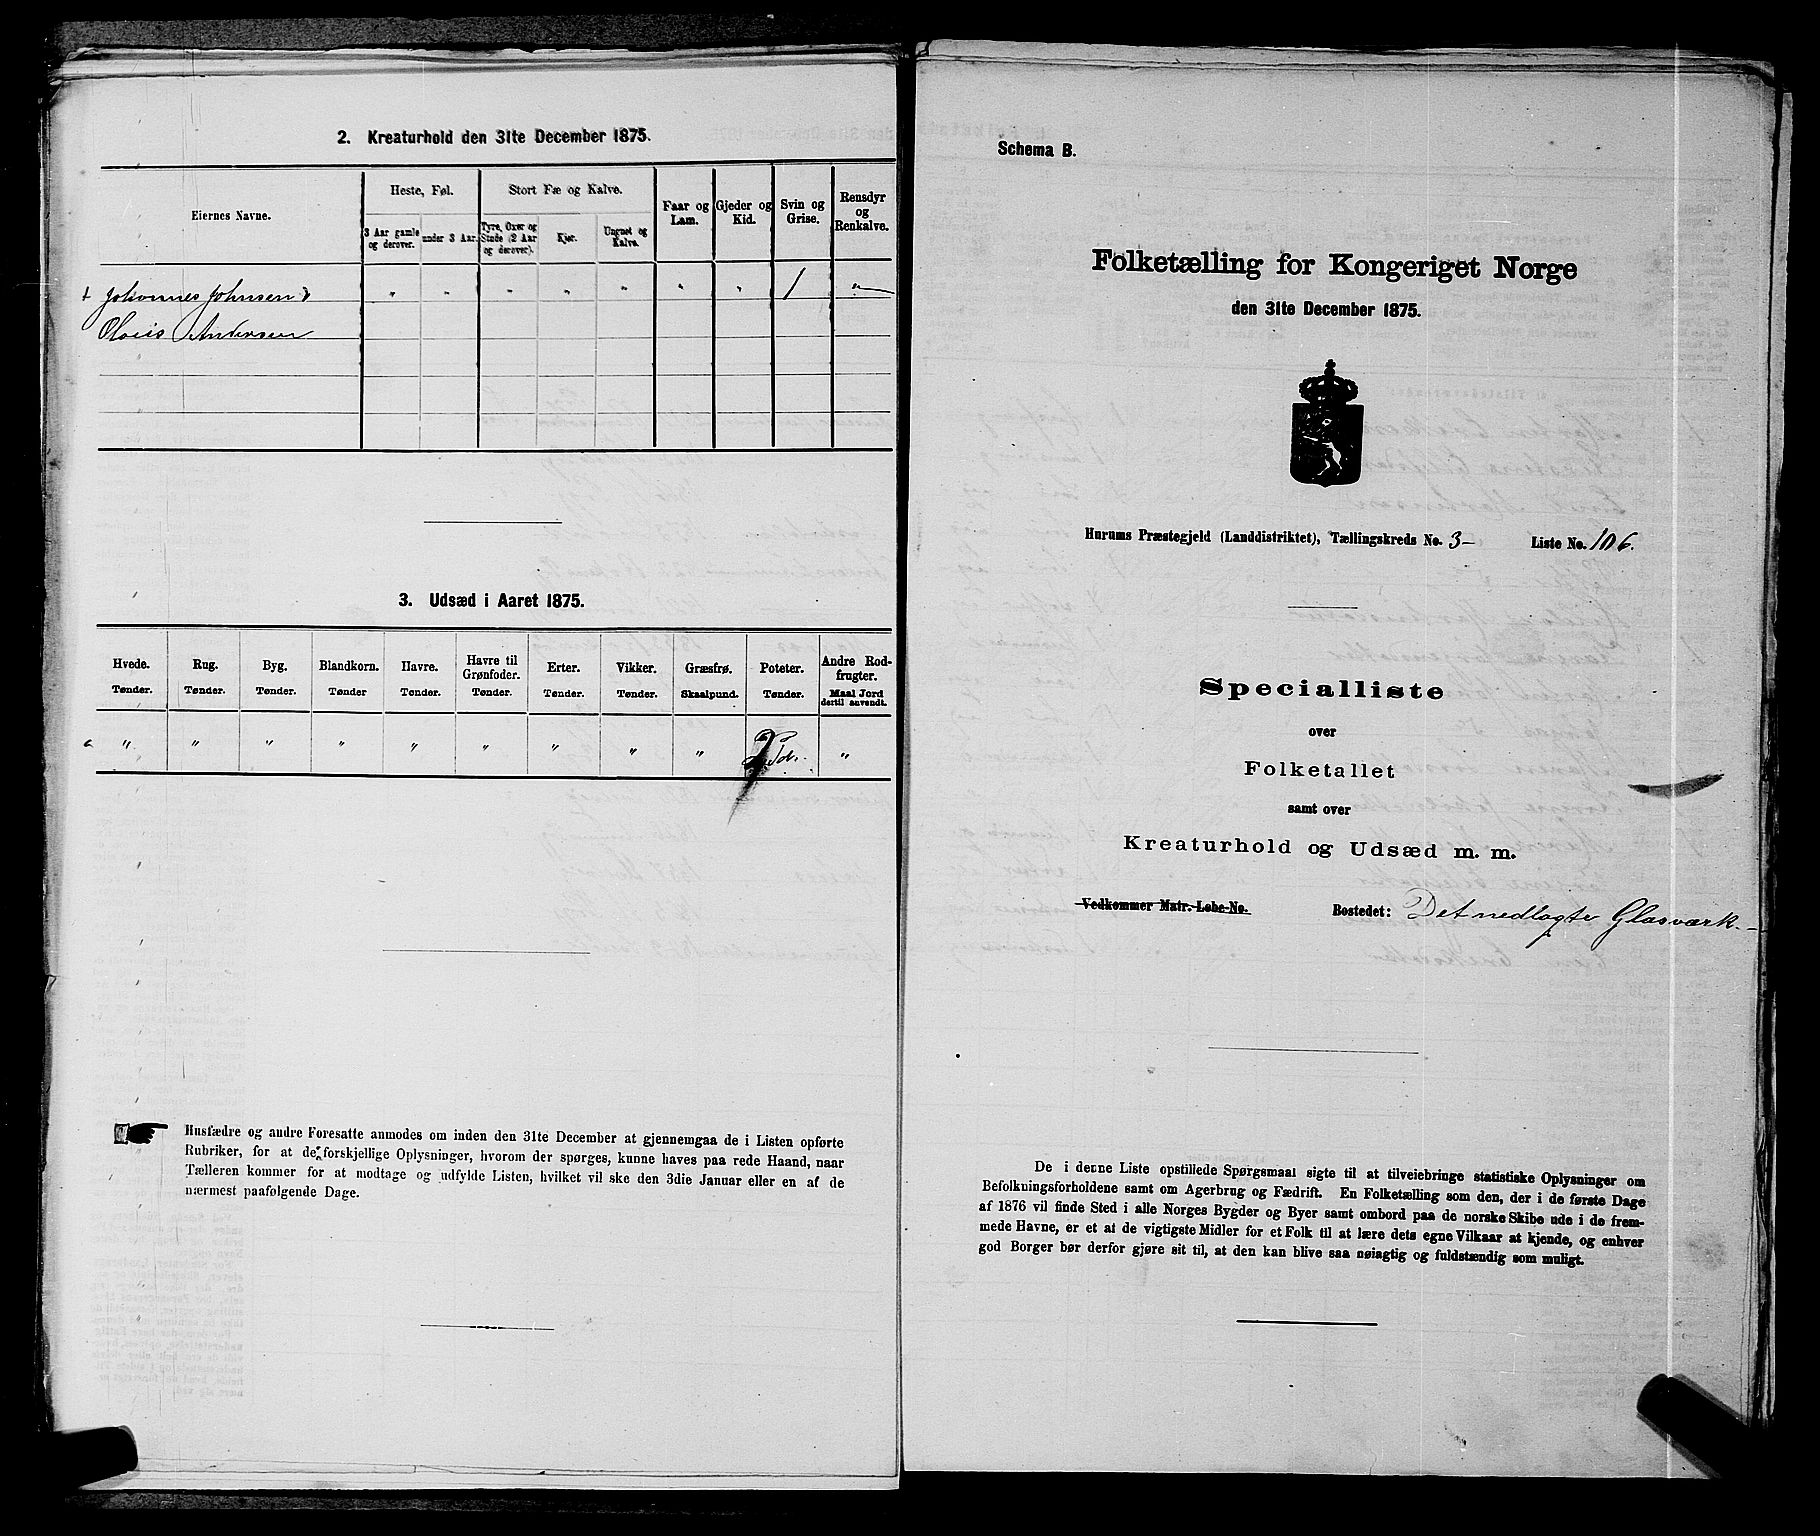 2. Kreaturhold den 31te December 1875.
Eiernes Navne.
Heste, Føl.
Stort Fæ og Kalve.
Faar og Lam.
Gjeder og Kid.
Svin og Grise.
Rensdyr og Renkalve.
3 Aar gamle og derover.
under 3 Aar.
Tyre, Oxer og Stude (2 Aar og derover).
Kjør.
Ungnøt og Kalve.
Johannes Johnsen " " " " " " " 1 "
Andersen
3. Udsæd i Aaret 1875.
Hvede. Rug. Byg. Blandkorn. Havre. Havre til Grønfoder. Erter. Vikker. Græsfrø. Poteter. Andre Rodfrugter.
Tønder. Tønder. Tønder. Tønder Tønder. Tønder. Tønder. Tønder. Skaalpund. Tønder. Maal Jord dertil anvendt.
" " " " " " " " " Td. "
Husfædre og andre Foresatte anmodes om inden den 31te December at gjennemgaa de i Listen opførte
Rubriker, for at de forskjellige Oplysninger, hvorom der spørges, kunne haves paa rede Haand, naar
Tælleren kommer for at modtage og udfylde Listen, hvilket vil ske den 3die Januar eller en af de
nærmest paafølgende Dage.
Schema B.
Folketælling for Kongeriget Norge
den 31te December 1875.
Hurums Præstegjeld (Landdistriktet), Tællingskreds No. 3- Liste No. 106.
Specialliste
over
Folketallet
samt over
Kreaturhold og Udsæd m. m.
Vedkommer Matr.-Løbe-No. Bostedet: Det nedlagte Glasværk.
De i denne Liste opstillede Spørgsmaal sigte til at tilveiebringe statistiske Oplysninger om
Befolkningsforholdene samt om Agerbrug og Fædrift. En Folketælling som den, der i de første Dage
af 1876 vil finde Sted i alle Norges Bygder og Byer samt ombord paa de norske Skibe ude i de frem-
mede Havne, er et af de vigtigste Midler for et Folk til at lære dets egne Vilkaar at kjende, og enhver
god Borger bør derfor gjøre sit til, at den kan blive saa nøiagtig og fuldstændig som muligt.